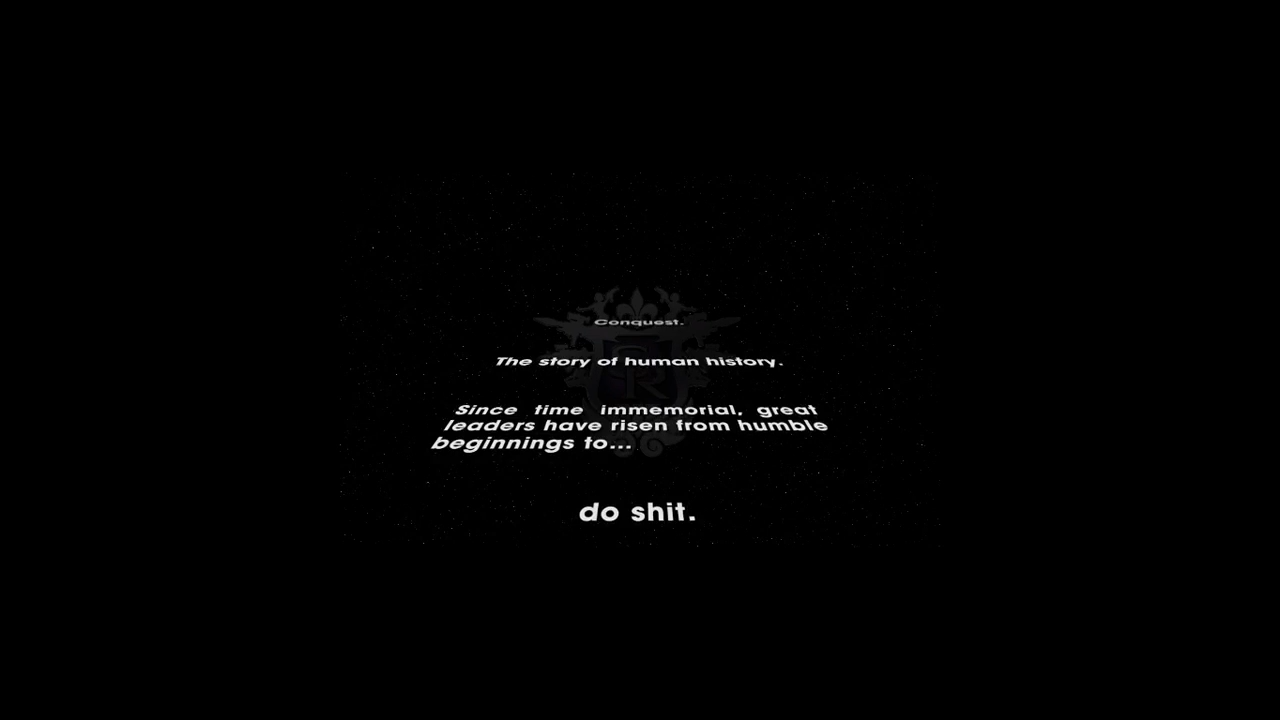 Conquest.
The story of human history.
Since time immemorial, great
leaders have risen from humble
beginnings to...
do shit.